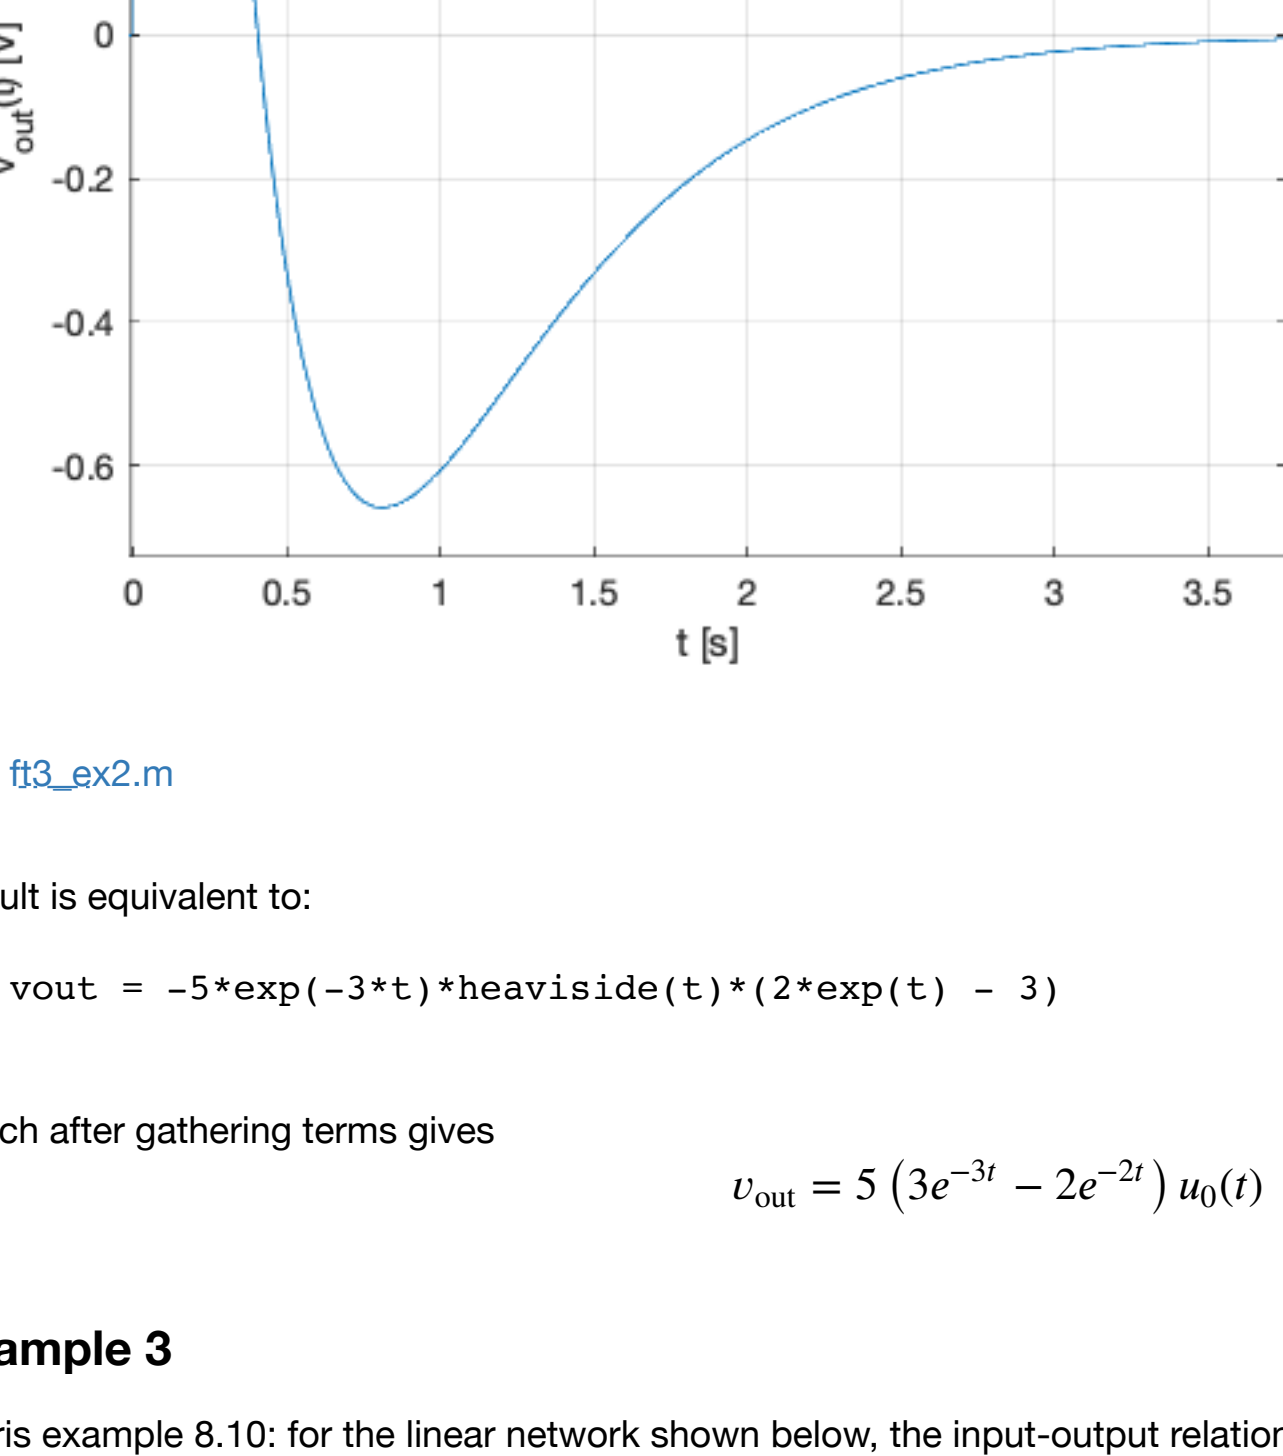 0
v_out(t) [V]
-0.2
-0.4
-0.6
0 0.5 1 1.5 2 2.5 3 3.5
t [s]
ft3_ex2.m
ult is equivalent to:
vout = -5*exp(-3*t)*heaviside(t)*(2*exp(t) - 3)
ch after gathering terms gives
v_out = 5 (3e^{-3t} − 2e^{-2t}) u_0(t)
ample 3
ris example 8.10: for the linear network shown below, the input-output relation